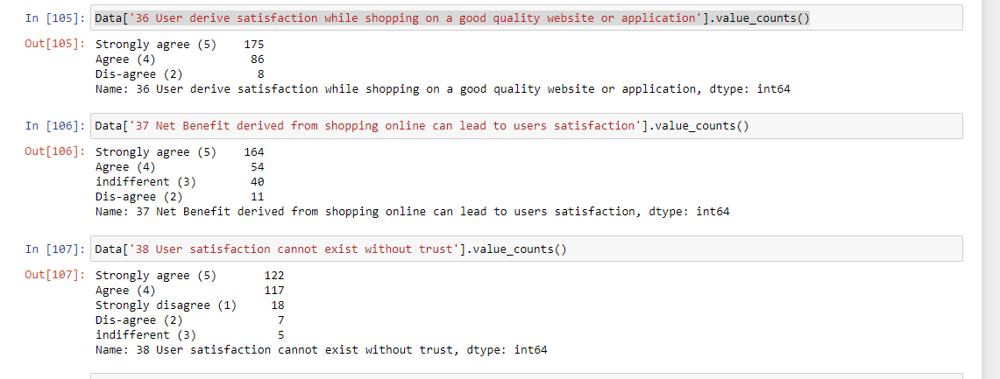 In [105]: Data['36 User derive satisfaction while shopping on a good quality website or application'].value_counts()
Out[105]: Strongly agree (5)    175
Agree (4)              86
Dis-agree (2)           8
Name: 36 User derive satisfaction while shopping on a good quality website or application, dtype: int64
In [106]: Data['37 Net Benefit derived from shopping online can lead to users satisfaction'].value_counts()
Out[106]: Strongly agree (5)    164
Agree (4)              54
indifferent (3)        40
Dis-agree (2)          11
Name: 37 Net Benefit derived from shopping online can lead to users satisfaction, dtype: int64
In [107]: Data['38 User satisfaction cannot exist without trust'].value_counts()
Out[107]: Strongly agree (5)       122
Agree (4)                117
Strongly disagree (1)     18
Dis-agree (2)              7
indifferent (3)            5
Name: 38 User satisfaction cannot exist without trust, dtype: int64